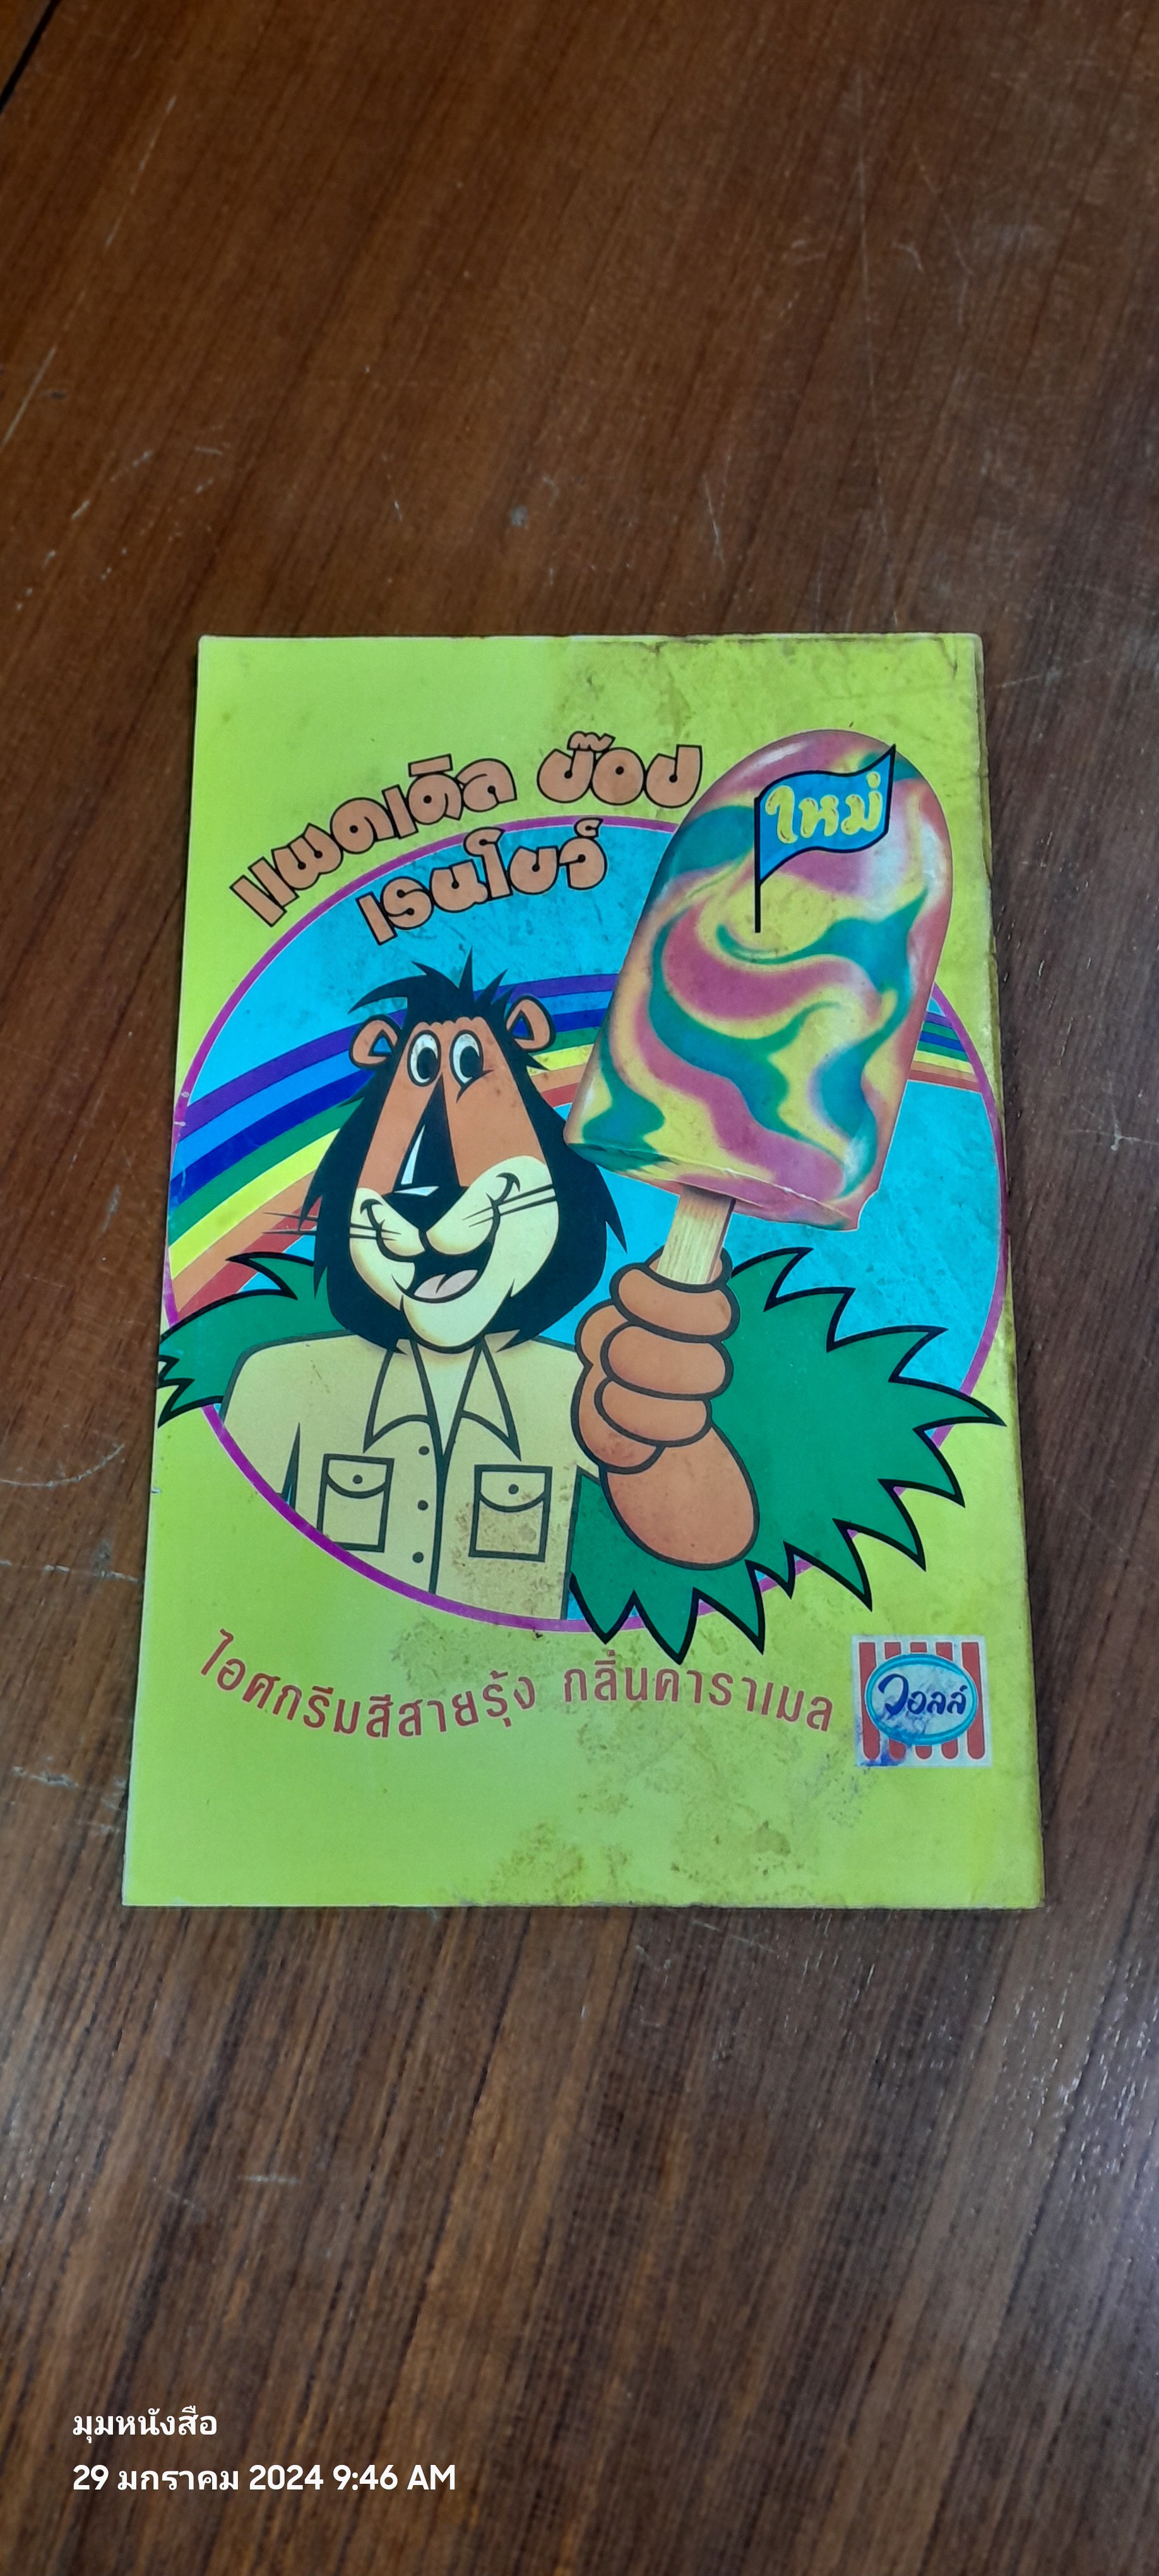 แพดเดิล ป๊อป
เรนโบว์
ใหม่
ไอศกรีมสีสายรุ้ง กลิ่นคาราเมล
วอลล์
มุมหนังสือ
29 มกราคม 2024 9:46 AM